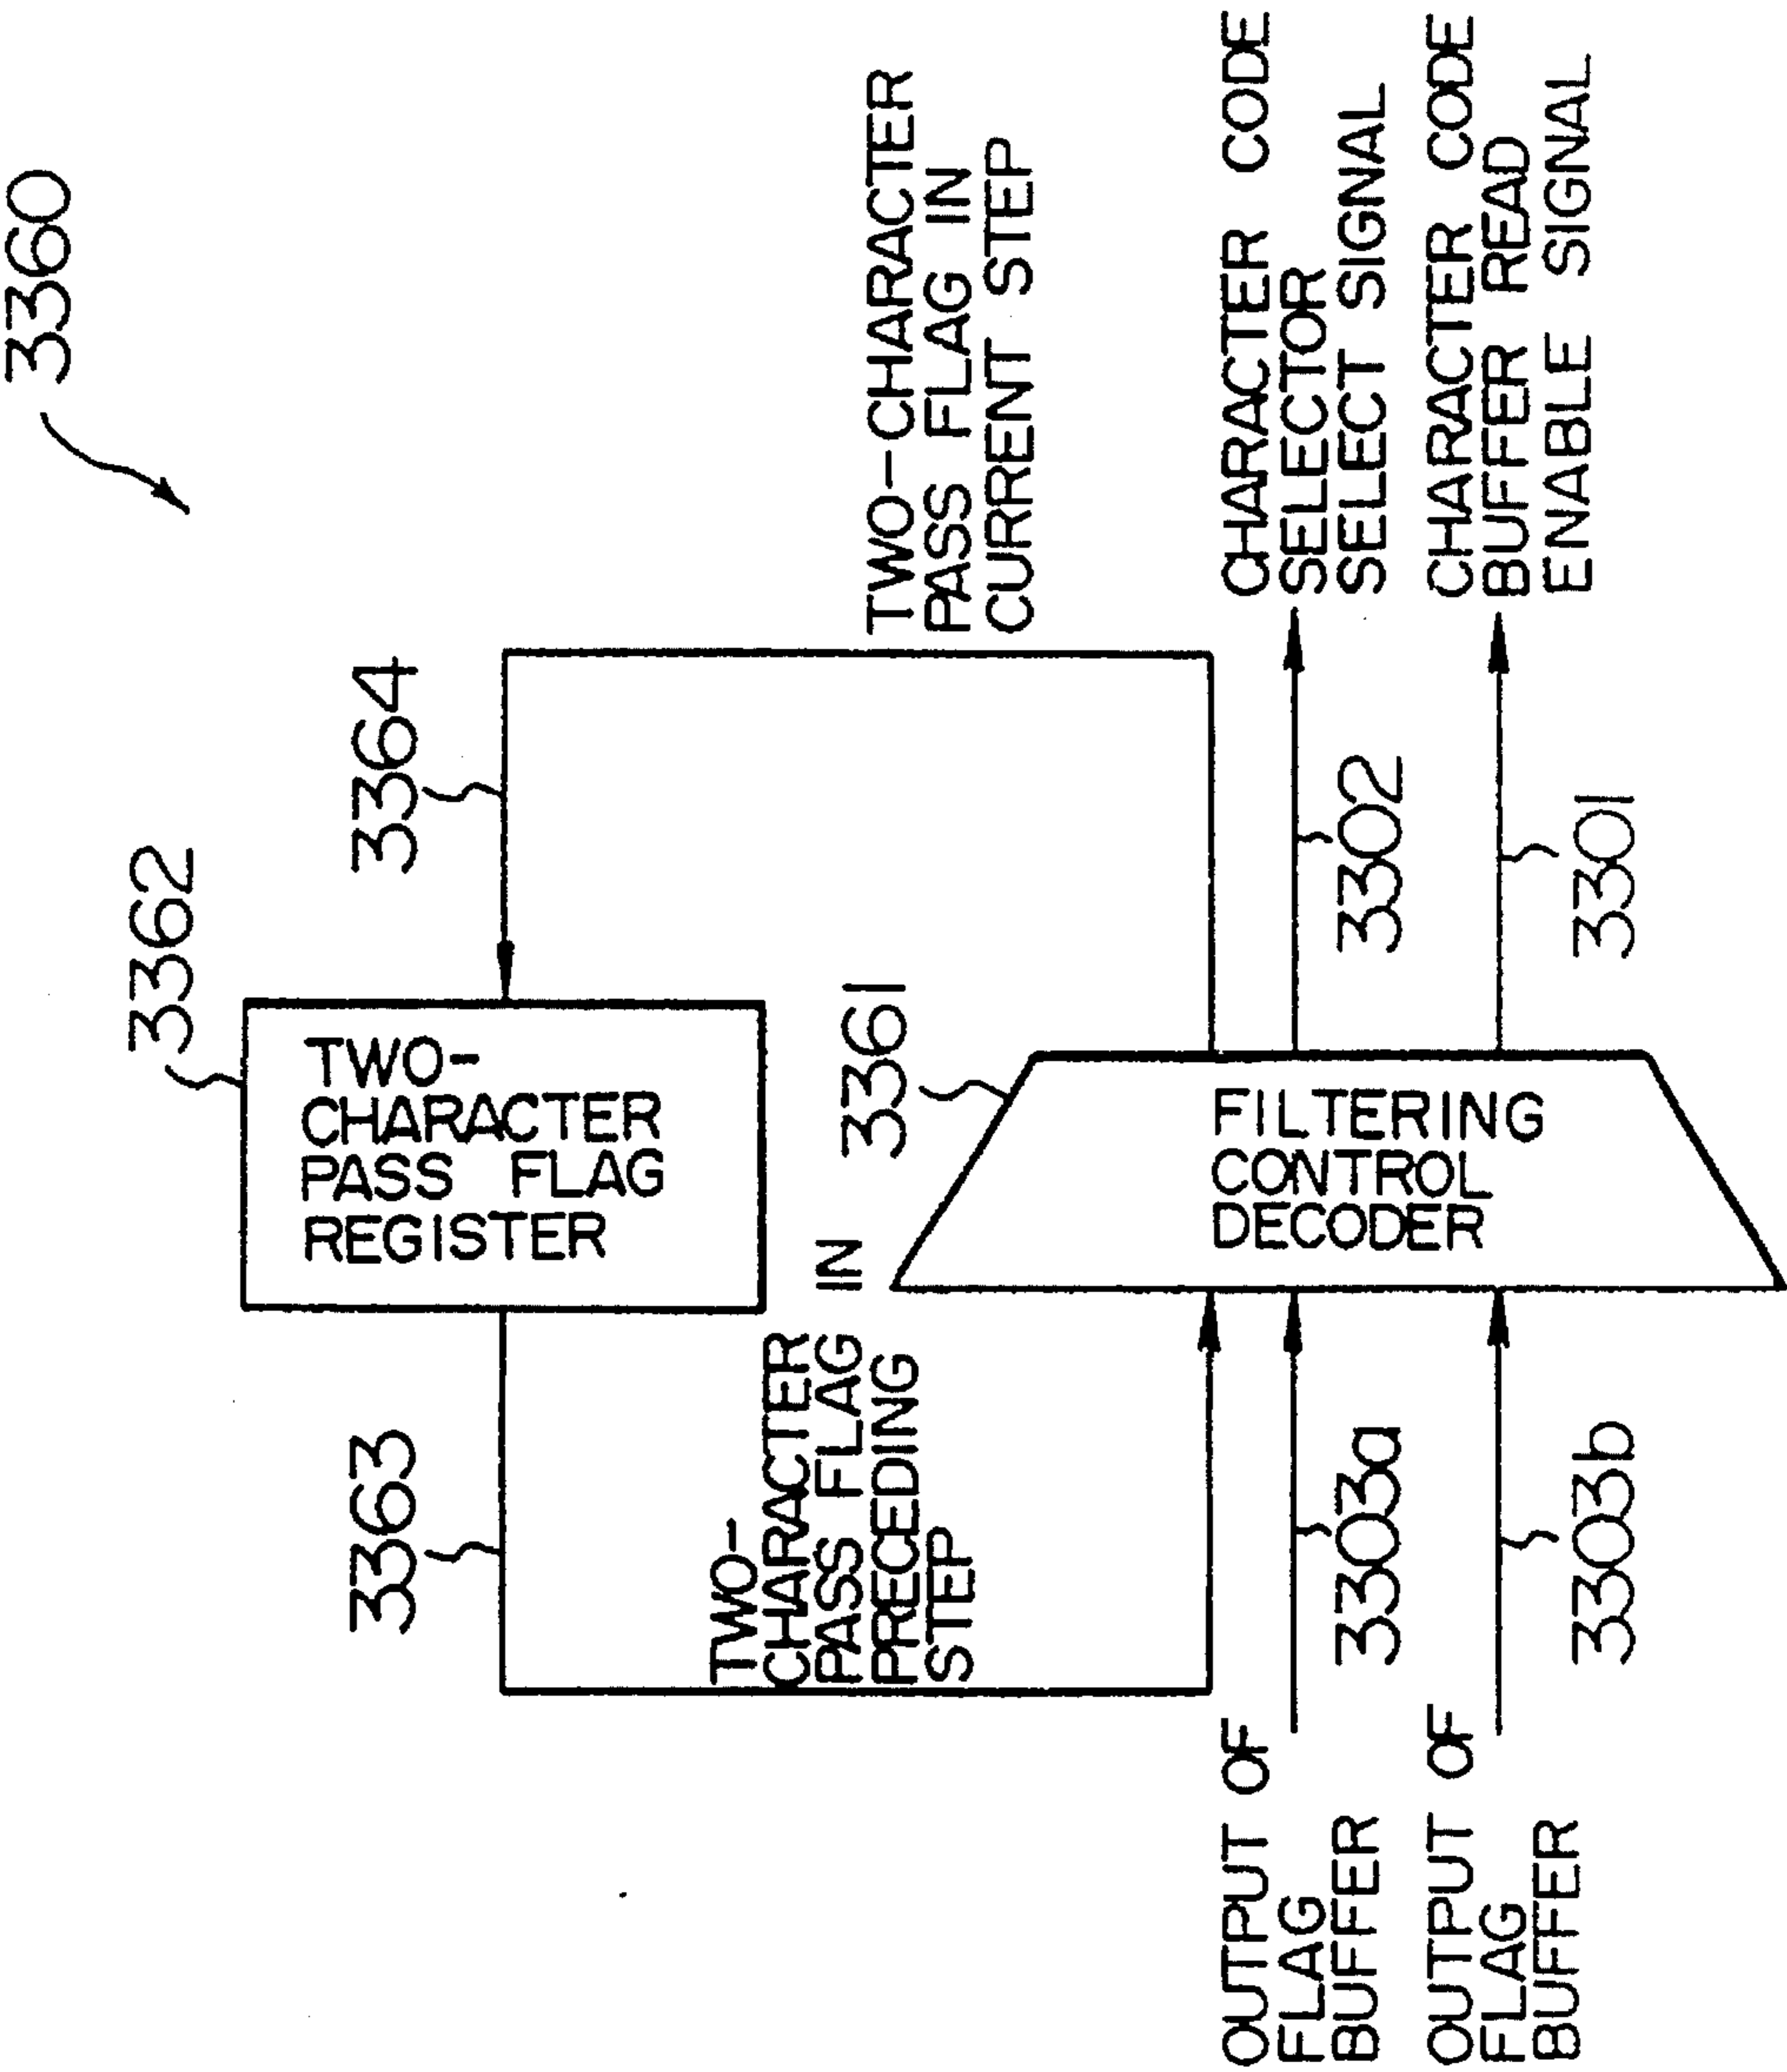 3360
3362
TWO-
CHARACTER
PASS FLAG
REGISTER
3363
3364
TWO-
CHARACTER
PASS FLAG IN
PRECEDING
STEP
TWO-CHARACTER
PASS FLAG IN
CURRENT STEP
3361
FILTERING
CONTROL
DECODER
OUTPUT OF
FLAG
BUFFER
3303a
OUTPUT OF
FLAG
BUFFER
3303b
CHARACTER CODE
SELECTOR
SELECT SIGNAL
3302
CHARACTER CODE
BUFFER READ
ENABLE SIGNAL
3301